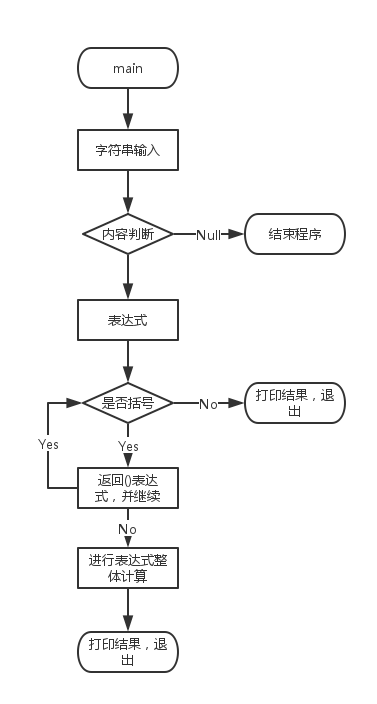 main
字符串输入
内容判断
Null
结束程序
表达式
是否括号
No
打印结果，退
出
Yes
Yes
返回()表达
式，并继续
No
进行表达式整
体计算
打印结果，退
出